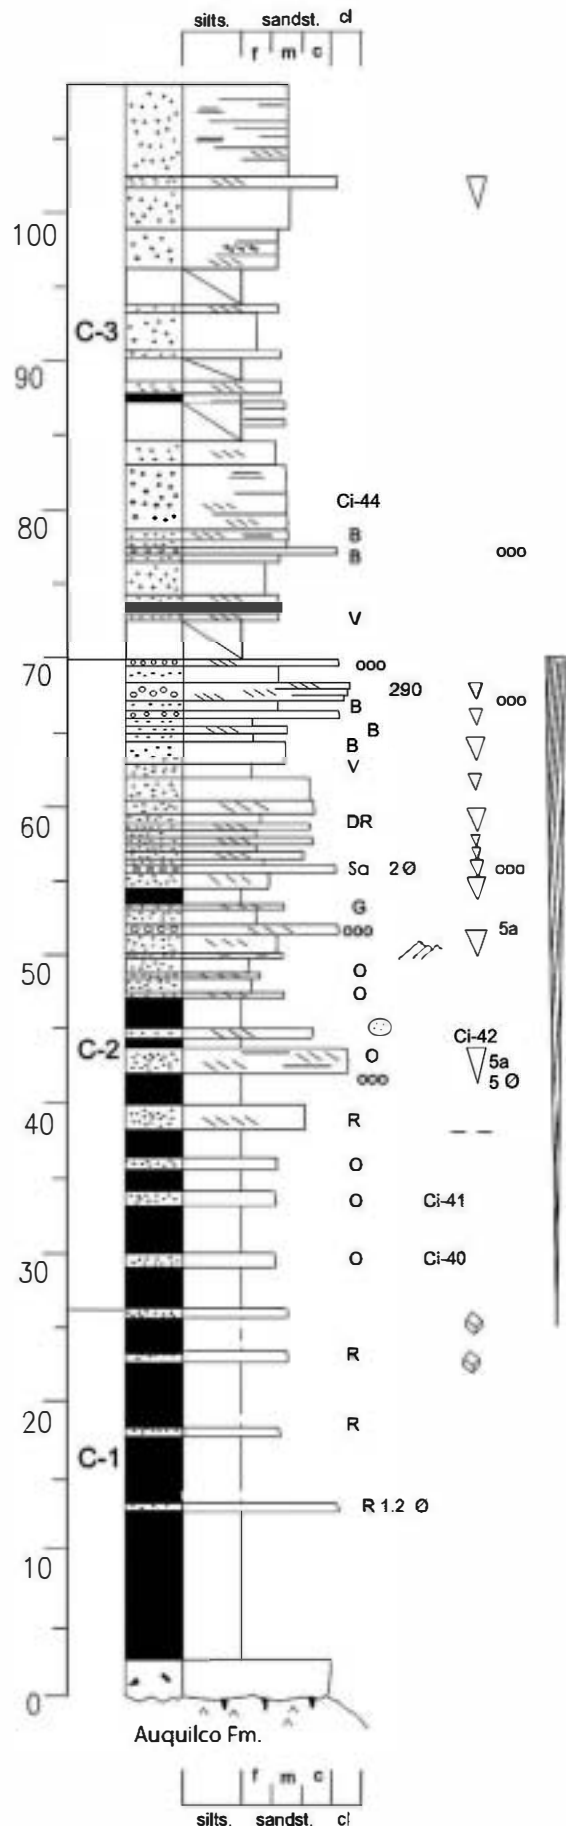 silts. sandst. cl
f m c
100
C-3
90
Ci-44
80
B
B ooo
V
70
ooo
290
ooo
B
B
B
V
60
DR
Sa 2 Ø ooo
G
ooo 5a
50
O
O
Ci-42
C-2
O 5a
ooo 5 Ø
40
R
O
O Ci-41
30
O Ci-40
R
20
R
C-1
R 1.2 Ø
10
0
Auquilco Fm.
f m c
silts. sandst. cl